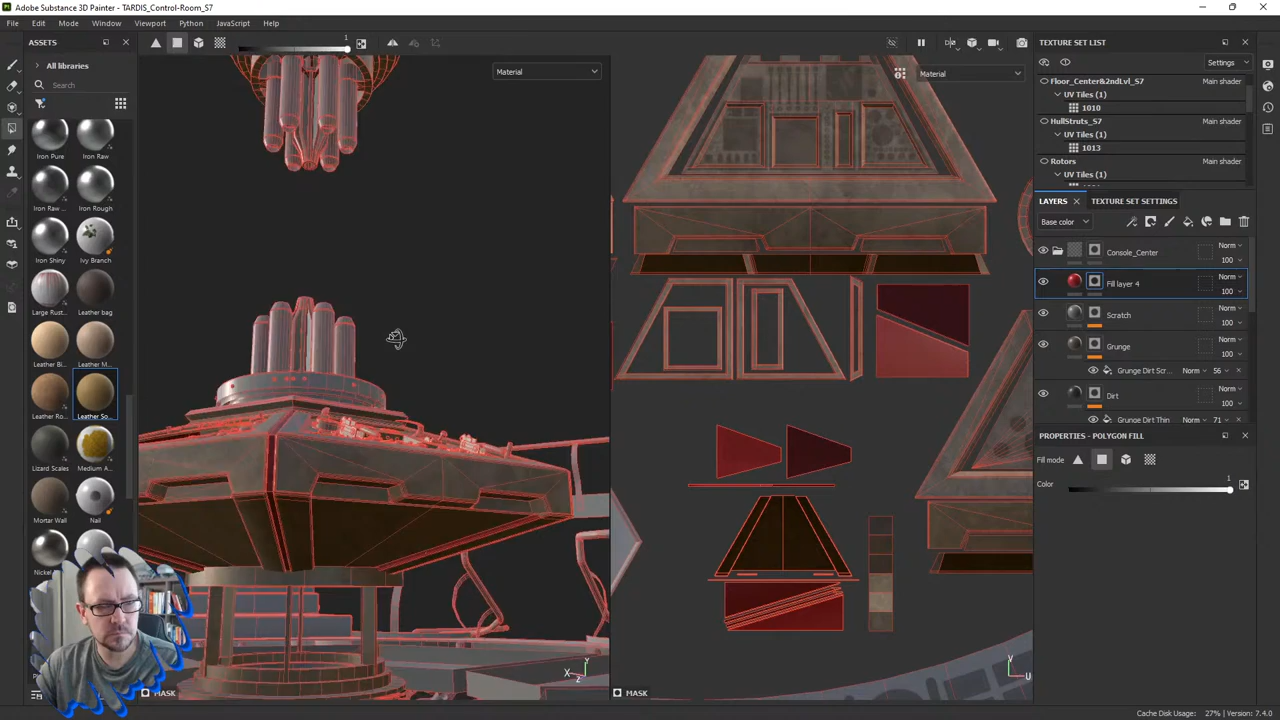 Adobe Substance 3D Painter - TARDIS_Control-Room_S7
File Edit Mode Window Viewport Python JavaScript Help
ASSETS
All libraries
Search
Iron Pure Iron Raw
Iron Raw ... Iron Rough
Iron Shiny Ivy Branch
Large Rust... Leather bag
Leather Bi... Leather M...
Leather Ro... Leather So...
Lizard Scales Medium A...
Mortar Wall Nail
Nickel
1
Material
Material
X Y Z
MASK
Y U
MASK
TEXTURE SET LIST
Settings
Floor_Center&2ndLvl_S7 Main shader
UV Tiles (1)
1010
HullStruts_S7 Main shader
UV Tiles (1)
1013
Rotors Main shader
UV Tiles (1)
LAYERS TEXTURE SET SETTINGS
Base color
Console_Center Norm 100
Fill layer 4 Norm 100
Scratch Norm 100
Grunge Norm 100
Grunge Dirt Scr... Norm 56
Dirt Norm 100
Grunge Dirt Thin Norm 71
PROPERTIES - POLYGON FILL
Fill mode
Color 1
Cache Disk Usage: 27% | Version: 7.4.0